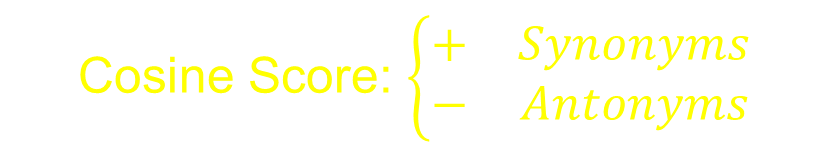 Cosine Score: { + Synonyms
− Antonyms